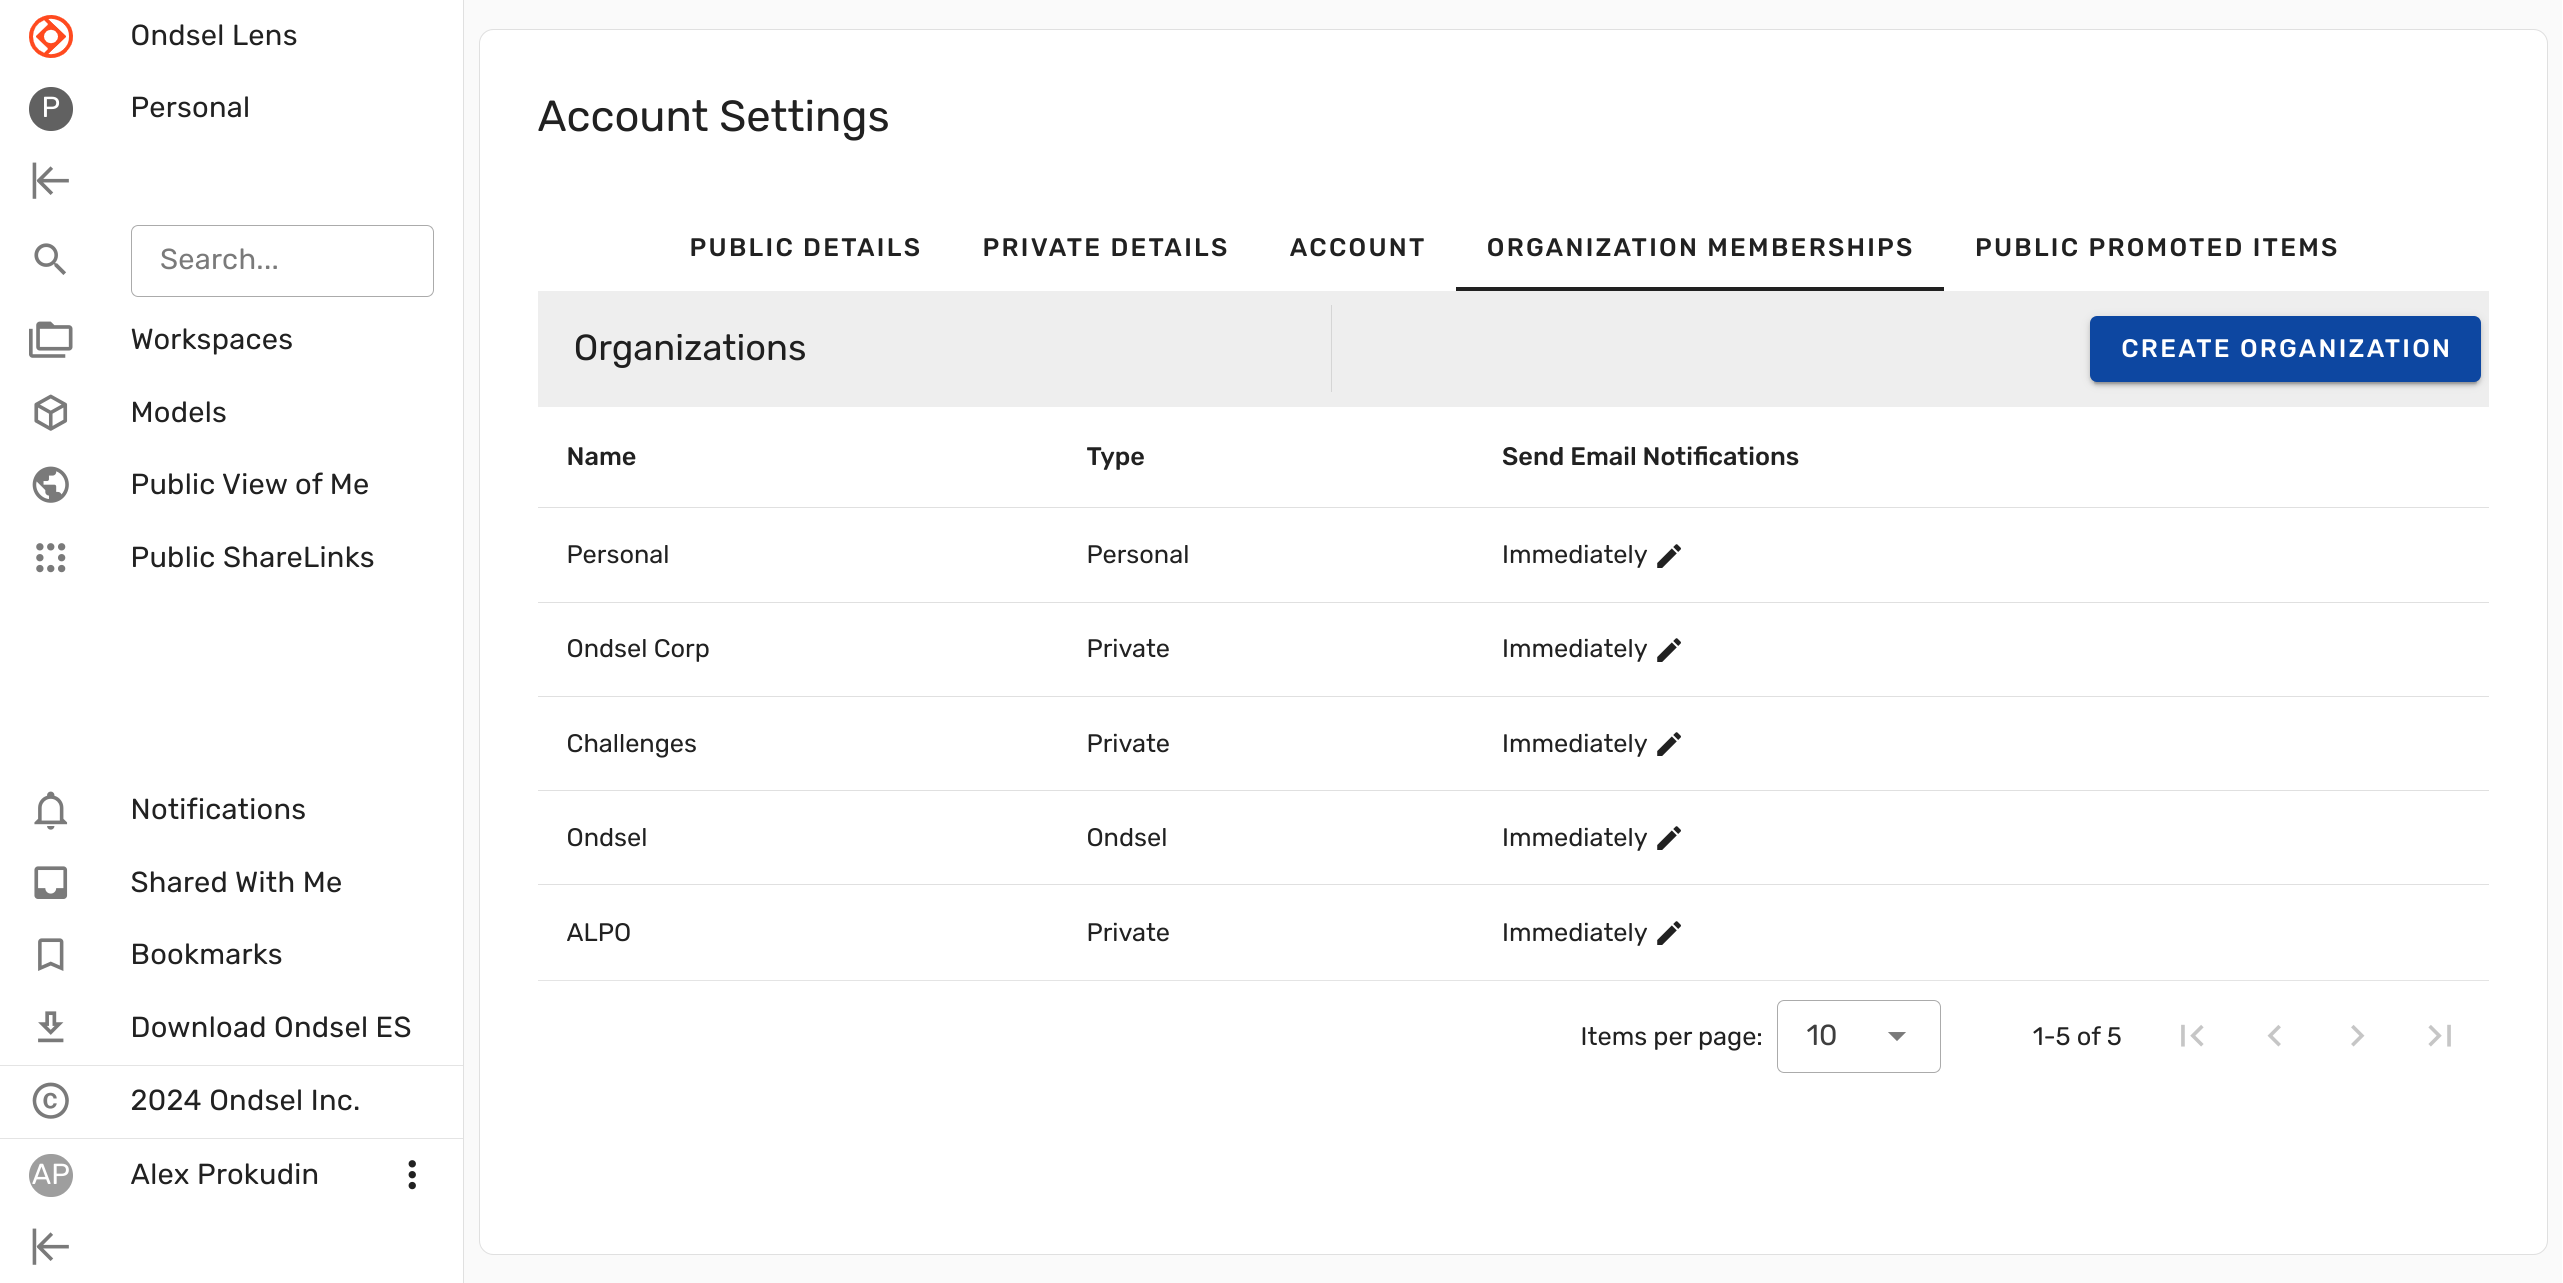 Ondsel Lens
P Personal
Search...
Workspaces
Models
Public View of Me
Public ShareLinks
Notifications
Shared With Me
Bookmarks
Download Ondsel ES
© 2024 Ondsel Inc.
AP Alex Prokudin
Account Settings
PUBLIC DETAILS PRIVATE DETAILS ACCOUNT ORGANIZATION MEMBERSHIPS PUBLIC PROMOTED ITEMS
Organizations CREATE ORGANIZATION
Name Type Send Email Notifications
Personal Personal Immediately
Ondsel Corp Private Immediately
Challenges Private Immediately
Ondsel Ondsel Immediately
ALPO Private Immediately
Items per page: 10 1-5 of 5